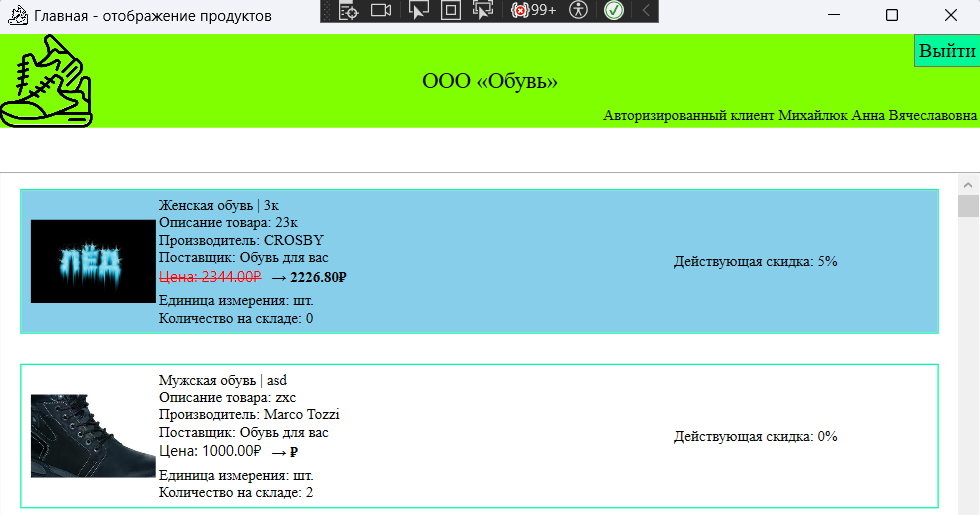 Главная - отображение продуктов
99+
Выйти
ООО «Обувь»
Авторизированный клиент Михайлюк Анна Вячеславовна
Женская обувь | 3к
Описание товара: 23к
Производитель: CROSBY
Поставщик: Обувь для вас
Цена: 2344.00₽ → 2226.80₽
Единица измерения: шт.
Количество на складе: 0
Действующая скидка: 5%
ЛЁД
Мужская обувь | asd
Описание товара: zxc
Производитель: Marco Tozzi
Поставщик: Обувь для вас
Цена: 1000.00₽ → ₽
Единица измерения: шт.
Количество на складе: 2
Действующая скидка: 0%